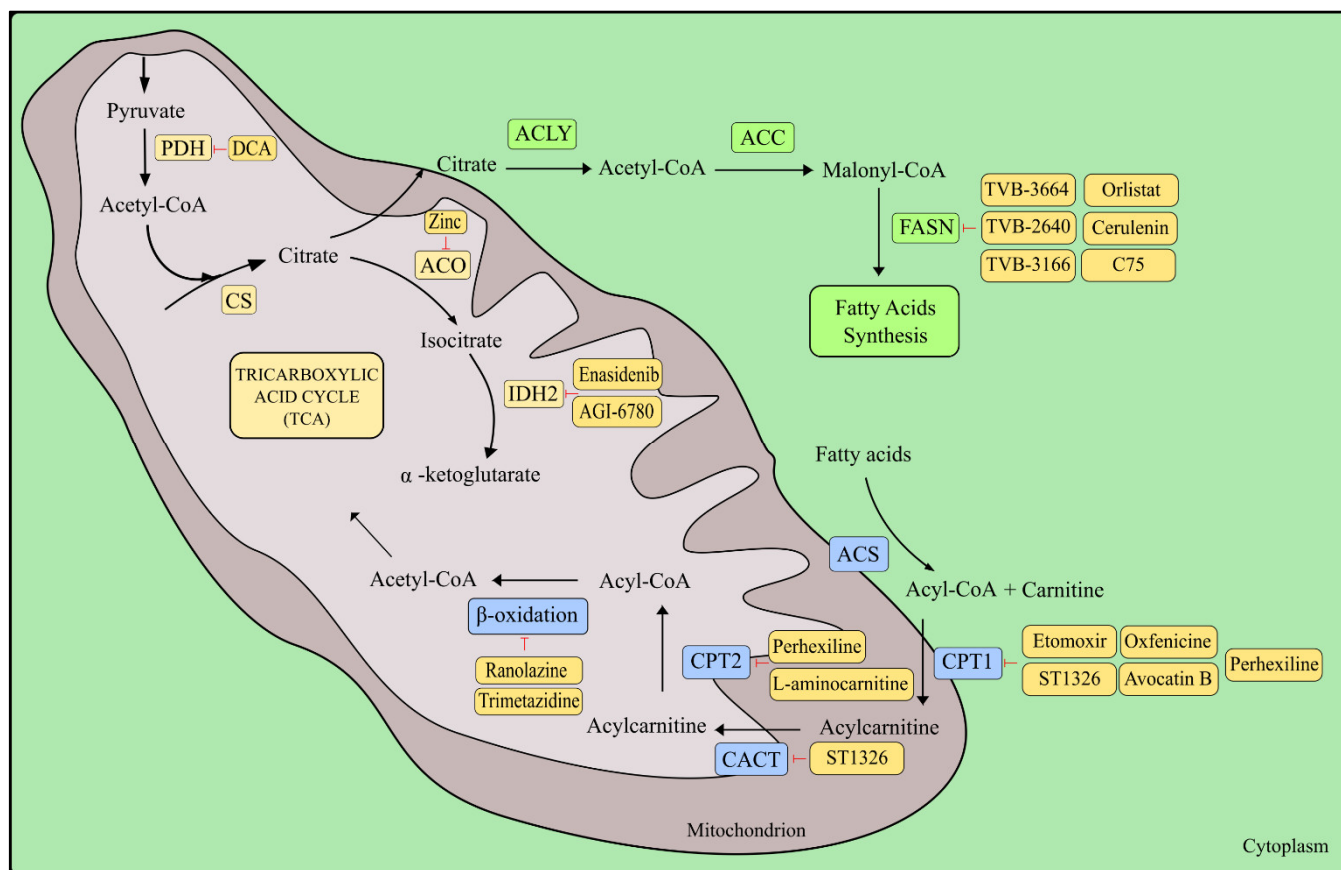 Pyruvate
PDH
DCA
Acetyl-CoA
Citrate
CS
Zinc
ACO
Citrate
ACLY
Acetyl-CoA
ACC
Malonyl-CoA
FASN
TVB-3664
Orlistat
TVB-2640
Cerulenin
TVB-3166
C75
Fatty Acids
Synthesis
Isocitrate
TRICARBOXYLIC
ACID CYCLE
(TCA)
IDH2
Enasidenib
AGI-6780
α -ketoglutarate
Fatty acids
ACS
Acyl-CoA + Carnitine
Acetyl-CoA
Acyl-CoA
β-oxidation
Ranolazine
Trimetazidine
CPT2
Perhexiline
L-aminocarnitine
CPT1
Etomoxir
Oxfenicine
ST1326
Avocatin B
Perhexiline
Acylcarnitine
Acylcarnitine
CACT
ST1326
Mitochondrion
Cytoplasm